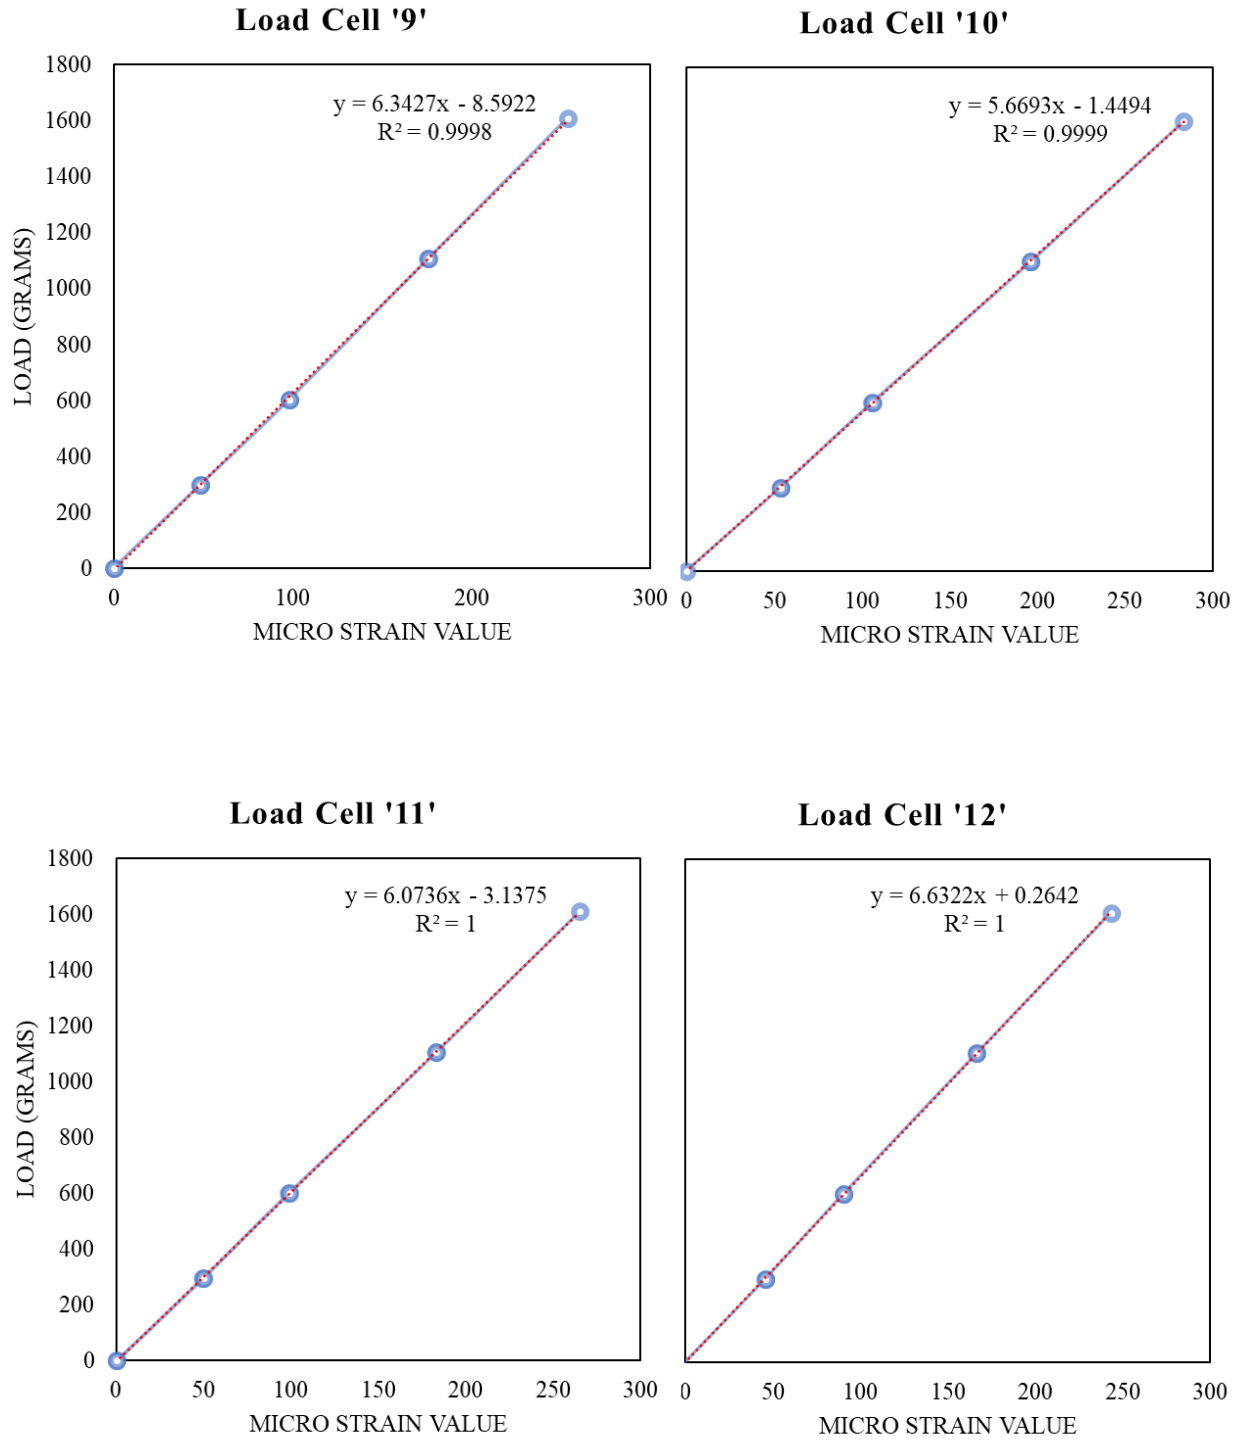 Load Cell '9'
1800
1600
1400
1200
1000
800
600
400
200
0
LOAD (GRAMS)
y = 6.3427x - 8.5922
R² = 0.9998
0 100 200 300
MICRO STRAIN VALUE
Load Cell '10'
y = 5.6693x - 1.4494
R² = 0.9999
0 50 100 150 200 250 300
MICRO STRAIN VALUE
Load Cell '11'
1800
1600
1400
1200
1000
800
600
400
200
0
LOAD (GRAMS)
y = 6.0736x - 3.1375
R² = 1
0 50 100 150 200 250 300
MICRO STRAIN VALUE
Load Cell '12'
y = 6.6322x + 0.2642
R² = 1
0 50 100 150 200 250 300
MICRO STRAIN VALUE